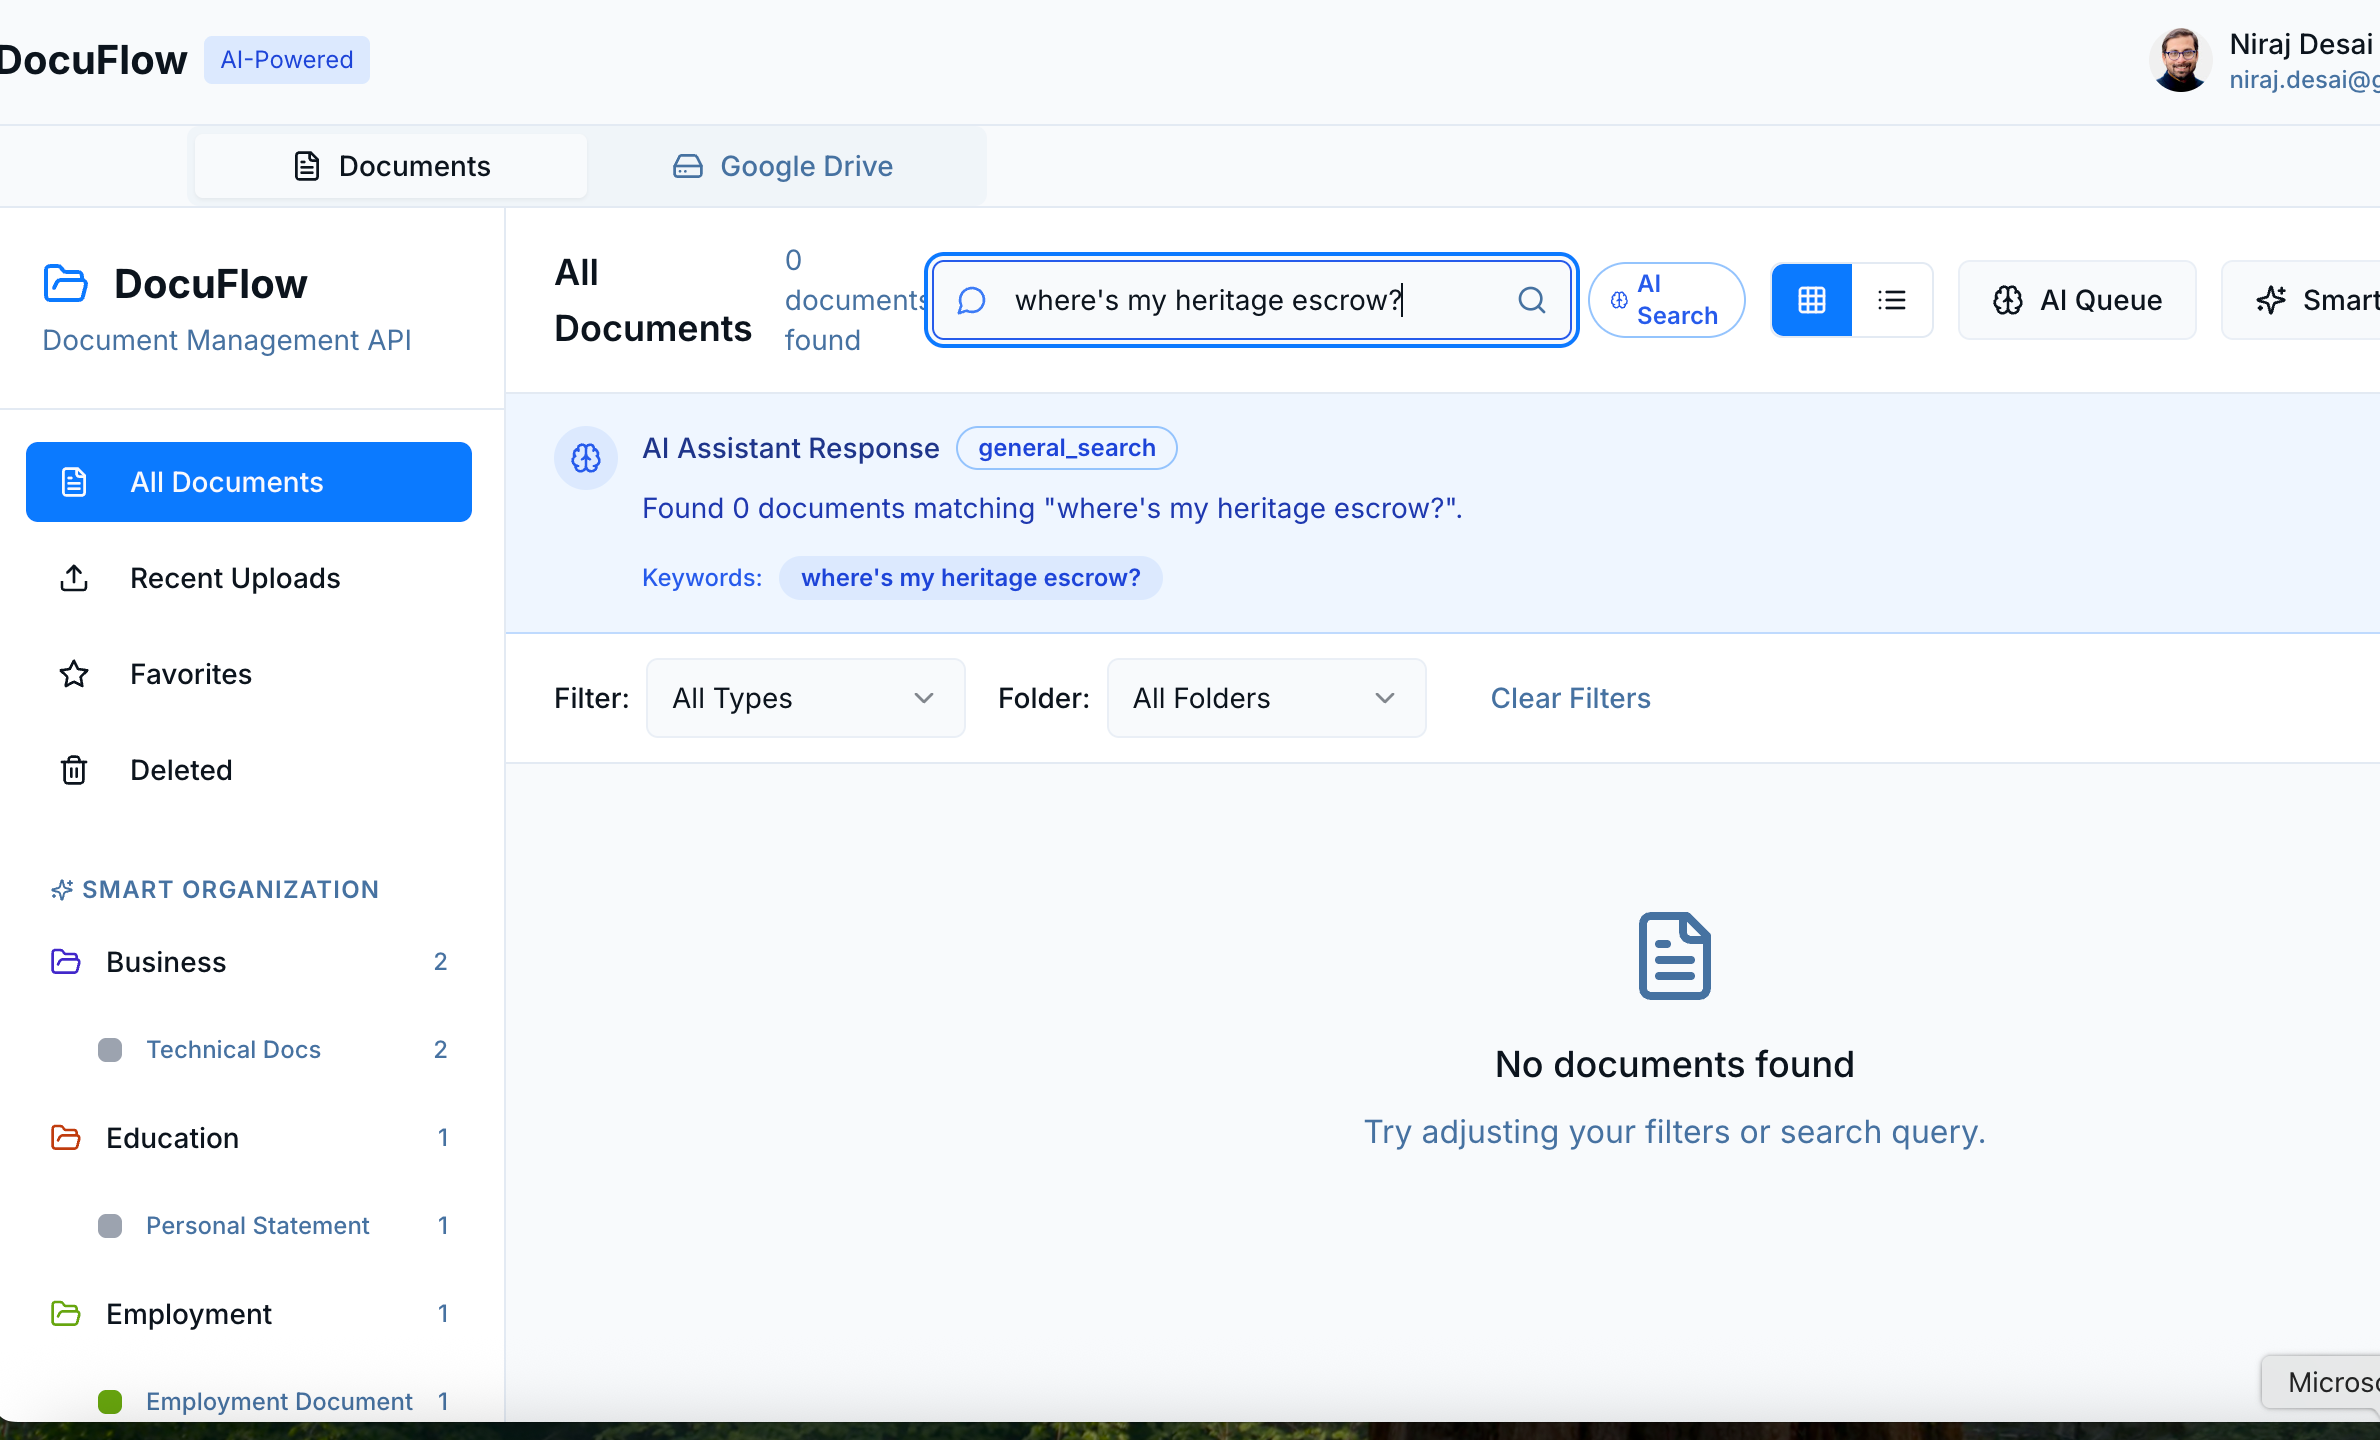 DocuFlow AI-Powered
Niraj Desai
niraj.desai@g
Documents
Google Drive
DocuFlow
Document Management API
All Documents
Recent Uploads
Favorites
Deleted
SMART ORGANIZATION
Business 2
Technical Docs 2
Education 1
Personal Statement 1
Employment 1
Employment Document 1
All
Documents
0
documents
found
where's my heritage escrow?
AI
Search
AI Queue
Smart
AI Assistant Response general_search
Found 0 documents matching "where's my heritage escrow?".
Keywords: where's my heritage escrow?
Filter: All Types Folder: All Folders Clear Filters
No documents found
Try adjusting your filters or search query.